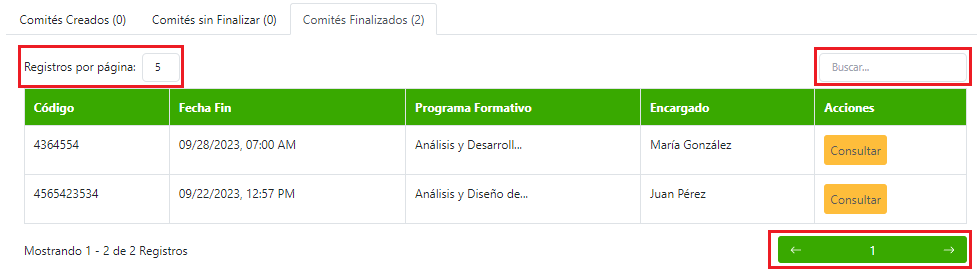 Comités Creados (0) Comités sin Finalizar (0) Comités Finalizados (2)
Registros por página: 5 Buscar...
Código Fecha Fin Programa Formativo Encargado Acciones
4364554 09/28/2023, 07:00 AM Análisis y Desarroll... María González Consultar
4565423534 09/22/2023, 12:57 PM Análisis y Diseño de... Juan Pérez Consultar
Mostrando 1 - 2 de 2 Registros ← 1 →